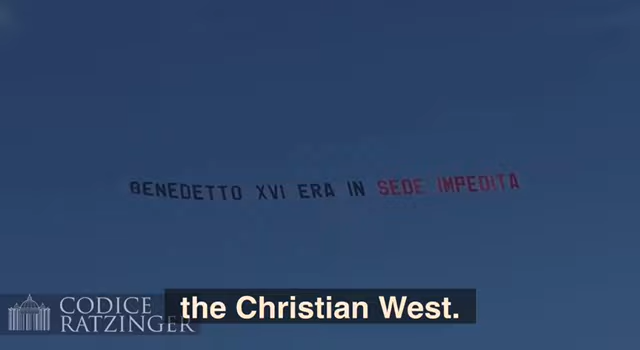 BENEDETTO XVI ERA IN SEDE IMPEDITA
CODICE
RATZINGER
the Christian West.